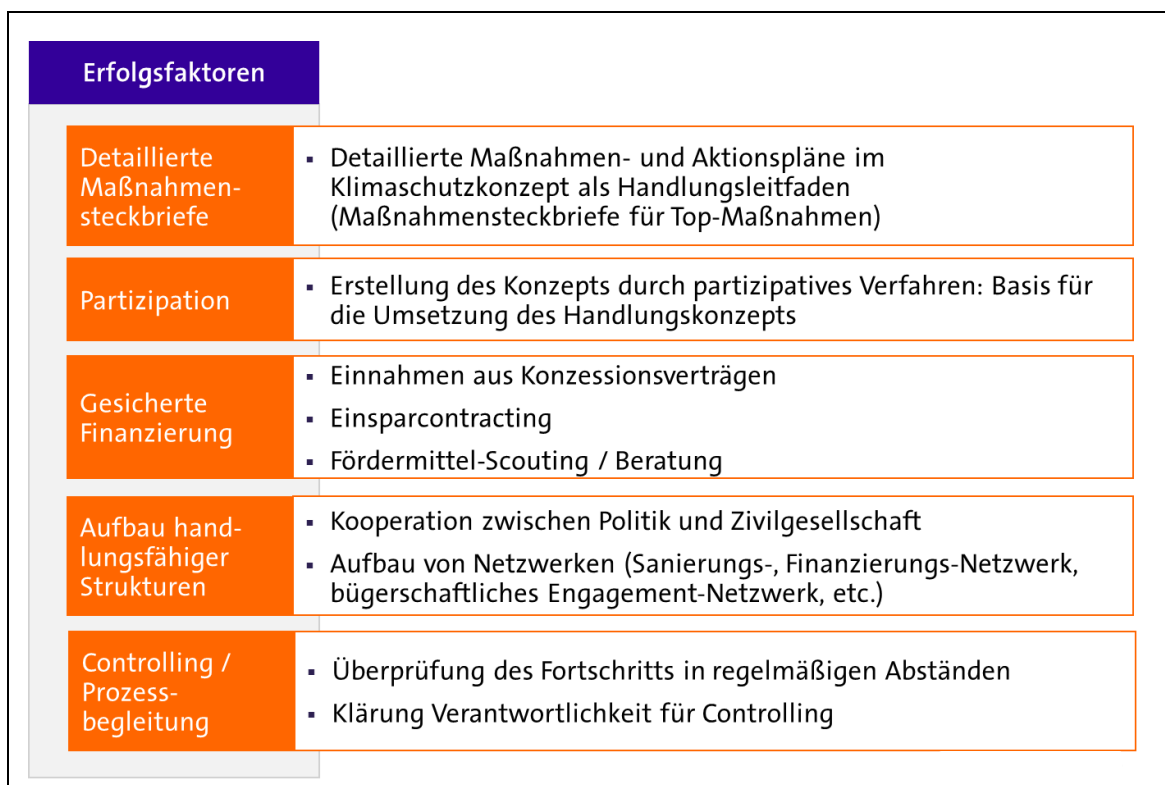 Erfolgsfaktoren
Detaillierte
Maßnahmen-
steckbriefe
▪ Detaillierte Maßnahmen- und Aktionspläne im
Klimaschutzkonzept als Handlungsleitfaden
(Maßnahmensteckbriefe für Top-Maßnahmen)
Partizipation
▪ Erstellung des Konzepts durch partizipatives Verfahren: Basis für
die Umsetzung des Handlungskonzepts
Gesicherte
Finanzierung
▪ Einnahmen aus Konzessionsverträgen
▪ Einsparcontracting
▪ Fördermittel-Scouting / Beratung
Aufbau hand-
lungsfähiger
Strukturen
▪ Kooperation zwischen Politik und Zivilgesellschaft
▪ Aufbau von Netzwerken (Sanierungs-, Finanzierungs-Netzwerk,
bügerschaftliches Engagement-Netzwerk, etc.)
Controlling /
Prozess-
begleitung
▪ Überprüfung des Fortschritts in regelmäßigen Abständen
▪ Klärung Verantwortlichkeit für Controlling